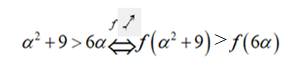 f ↗
α² + 9 > 6α ⇔ f(α² + 9) > f(6α)